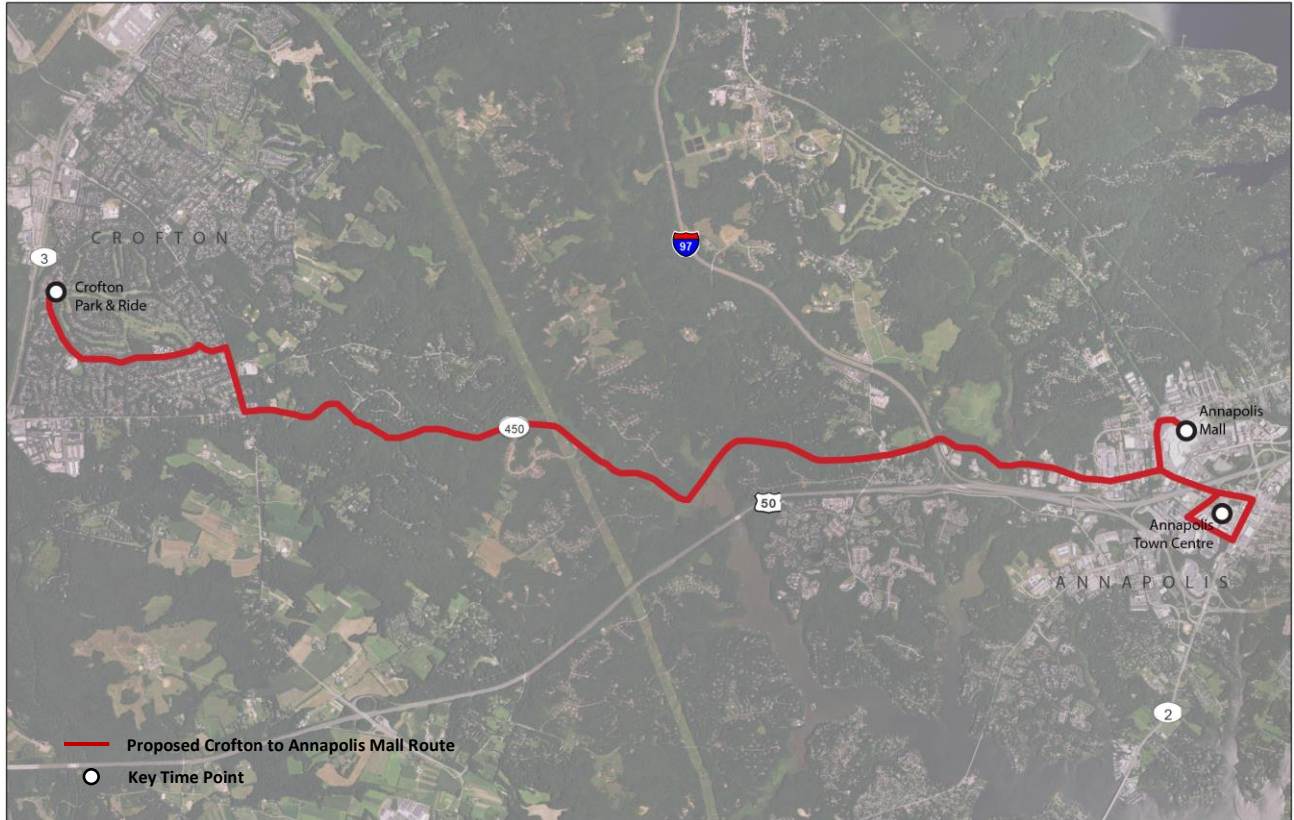 97
CROFTON
3
Crofton
Park & Ride
Annapolis
Mall
450
50
Annapolis
Town Centre
ANNAPOLIS
2
Proposed Crofton to Annapolis Mall Route
Key Time Point